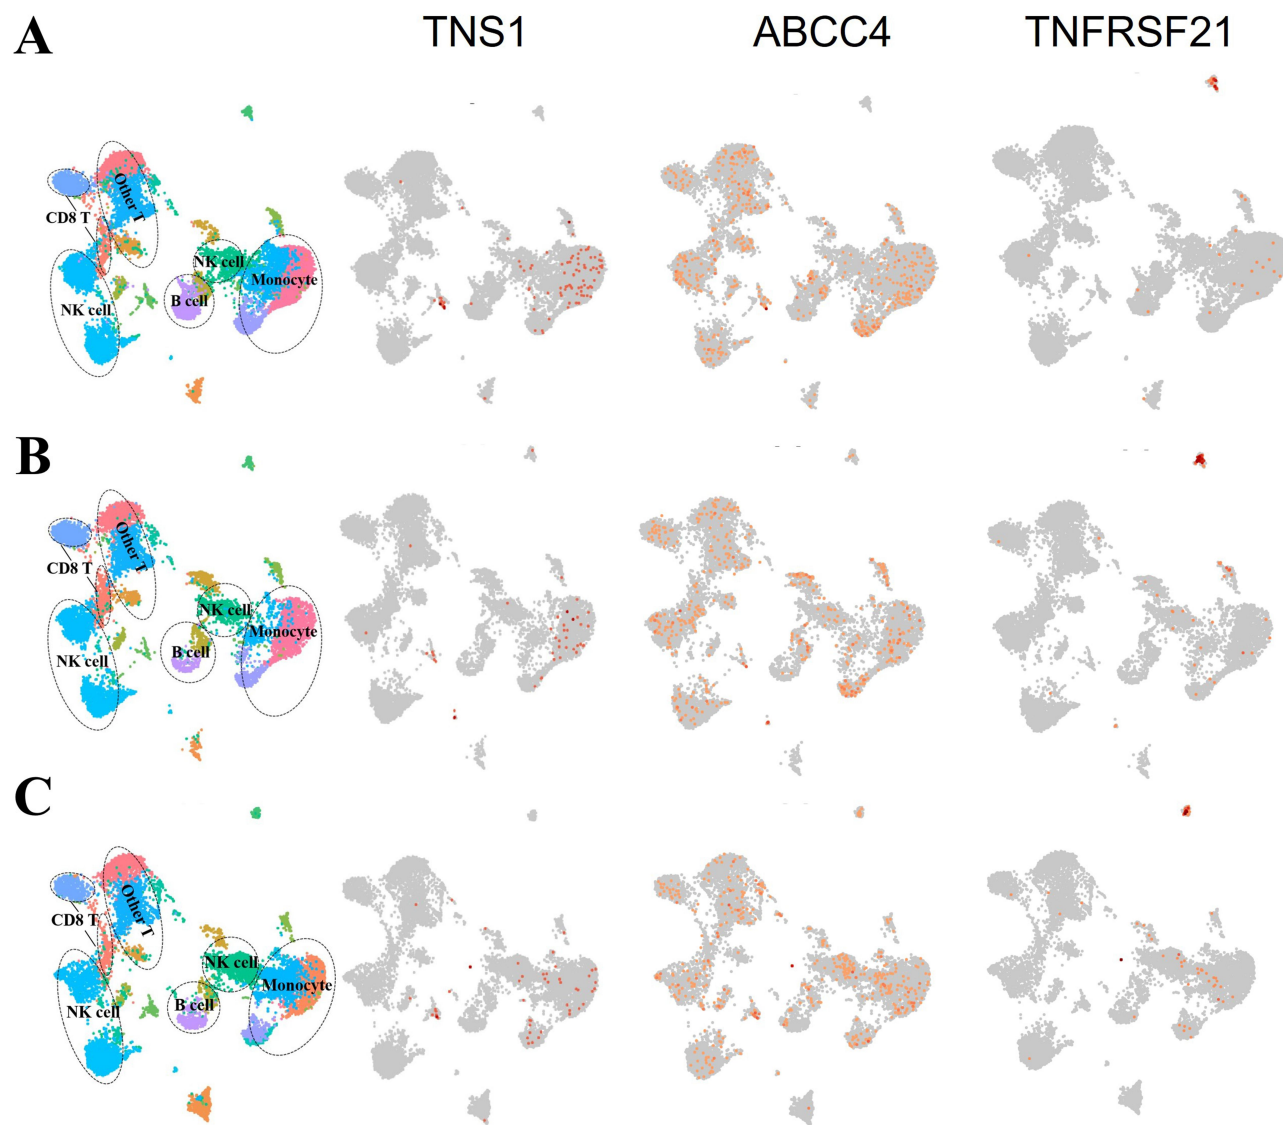 A TNS1 ABCC4 TNFRSF21
Other T
CD8 T
NK cell
Monocyte
B cell
NK cell
B
Other T
CD8 T
NK cell
Monocyte
B cell
NK cell
C
Other T
CD8 T
NK cell
Monocyte
B cell
NK cell